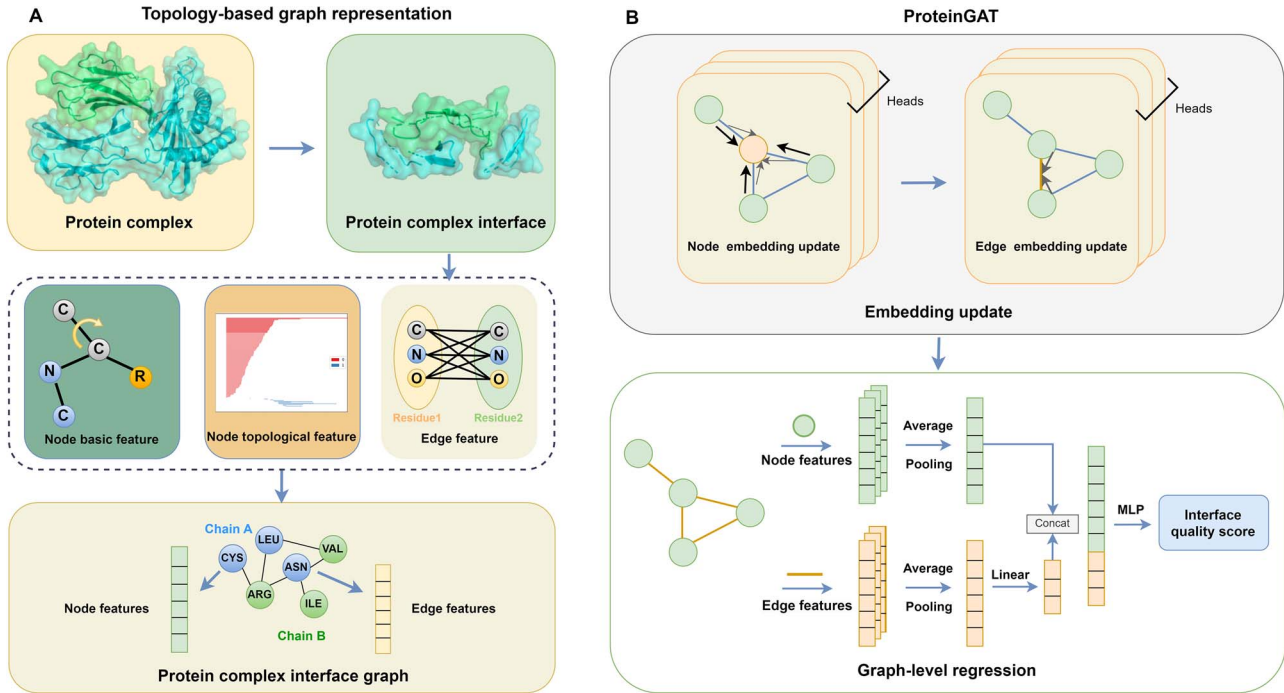 A
Topology-based graph representation
Protein complex
Protein complex interface
C
C
N
R
C
Node basic feature
0
1
Node topological feature
C
C
N
N
O
O
Residue1
Residue2
Edge feature
Chain A
LEU
VAL
CYS
ASN
ARG
ILE
Node features
Edge features
Chain B
Protein complex interface graph
B
ProteinGAT
Heads
Heads
Node embedding update
Edge embedding update
Embedding update
Node features
Average
Pooling
Concat
MLP
Interface
quality score
Edge features
Average
Pooling
Linear
Graph-level regression